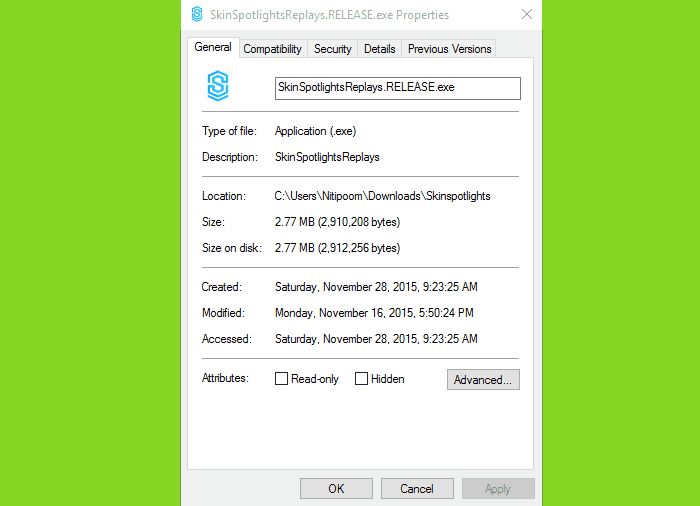 SkinSpotlightsReplays.RELEASE.exe Properties
General Compatibility Security Details Previous Versions
SkinSpotlightsReplays.RELEASE.exe
Type of file: Application (.exe)
Description: SkinSpotlightsReplays
Location: C:\Users\Nitipoom\Downloads\Skinspotlights
Size: 2.77 MB (2,910,208 bytes)
Size on disk: 2.77 MB (2,912,256 bytes)
Created: Saturday, November 28, 2015, 9:23:25 AM
Modified: Monday, November 16, 2015, 5:50:24 PM
Accessed: Saturday, November 28, 2015, 9:23:25 AM
Attributes: Read-only Hidden Advanced...
OK Cancel Apply